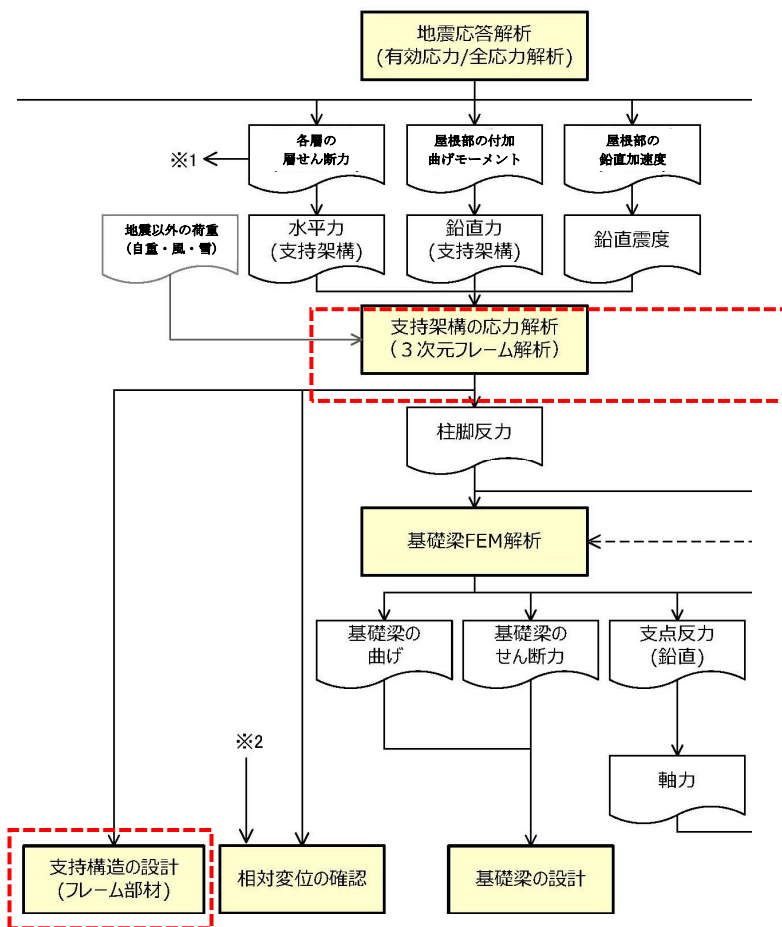 地震応答解析
(有効応力/全応力解析)
※1
各層の
層せん断力
屋根部の付加
曲げモーメント
屋根部の
鉛直加速度
地震以外の荷重
(自重・風・雪)
水平力
(支持架構)
鉛直力
(支持架構)
鉛直震度
支持架構の応力解析
(３次元フレーム解析)
柱脚反力
基礎梁FEM解析
基礎梁の
曲げ
基礎梁の
せん断力
支点反力
(鉛直)
※2
軸力
支持構造の設計
(フレーム部材)
相対変位の確認
基礎梁の設計